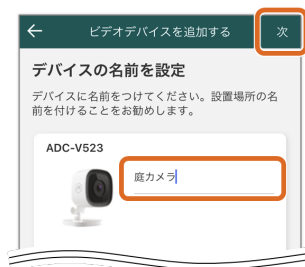 ビデオデバイスを追加する 次
デバイスの名前を設定
デバイスに名前をつけてください。設置場所の名
前を付けることをお勧めします。
ADC-V523
庭カメラ